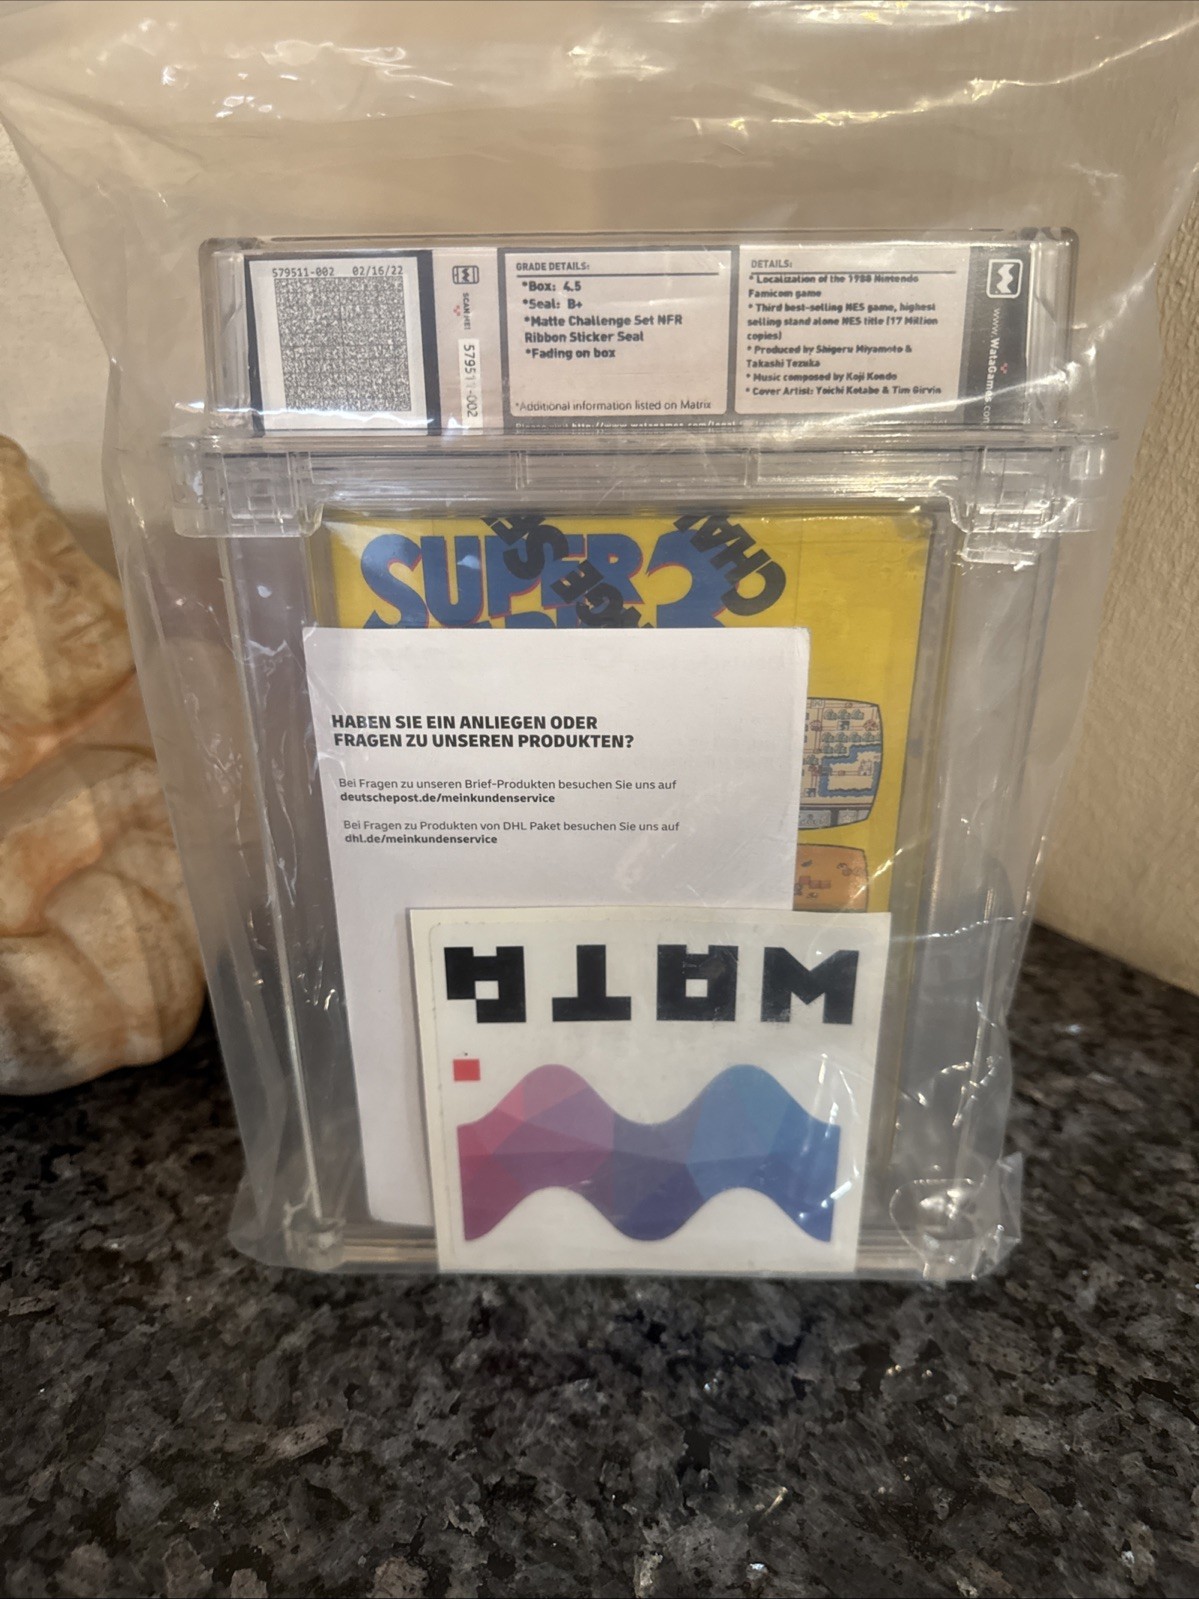 579511-002 02/16/22
SCAN ME!
579511-002
GRADE DETAILS:
*Box: 4.5
*Seal: B+
*Matte Challenge Set NFR
Ribbon Sticker Seal
*Fading on box
*Additional information listed on Matrix
DETAILS:
* Localization of the 1988 Nintendo
Famicom game
* Third best-selling NES game, highest
selling stand alone NES title (17 Million
copies)
* Produced by Shigeru Miyamoto &
Takashi Tezuka
* Music composed by Koji Kondo
* Cover Artist: Yoichi Kotabe & Tim Girvin
www.WataGames.com
SUPER
3
HABEN SIE EIN ANLIEGEN ODER
FRAGEN ZU UNSEREN PRODUKTEN?
Bei Fragen zu unseren Brief-Produkten besuchen Sie uns auf
deutschepost.de/meinkundenservice
Bei Fragen zu Produkten von DHL Paket besuchen Sie uns auf
dhl.de/meinkundenservice
WATA